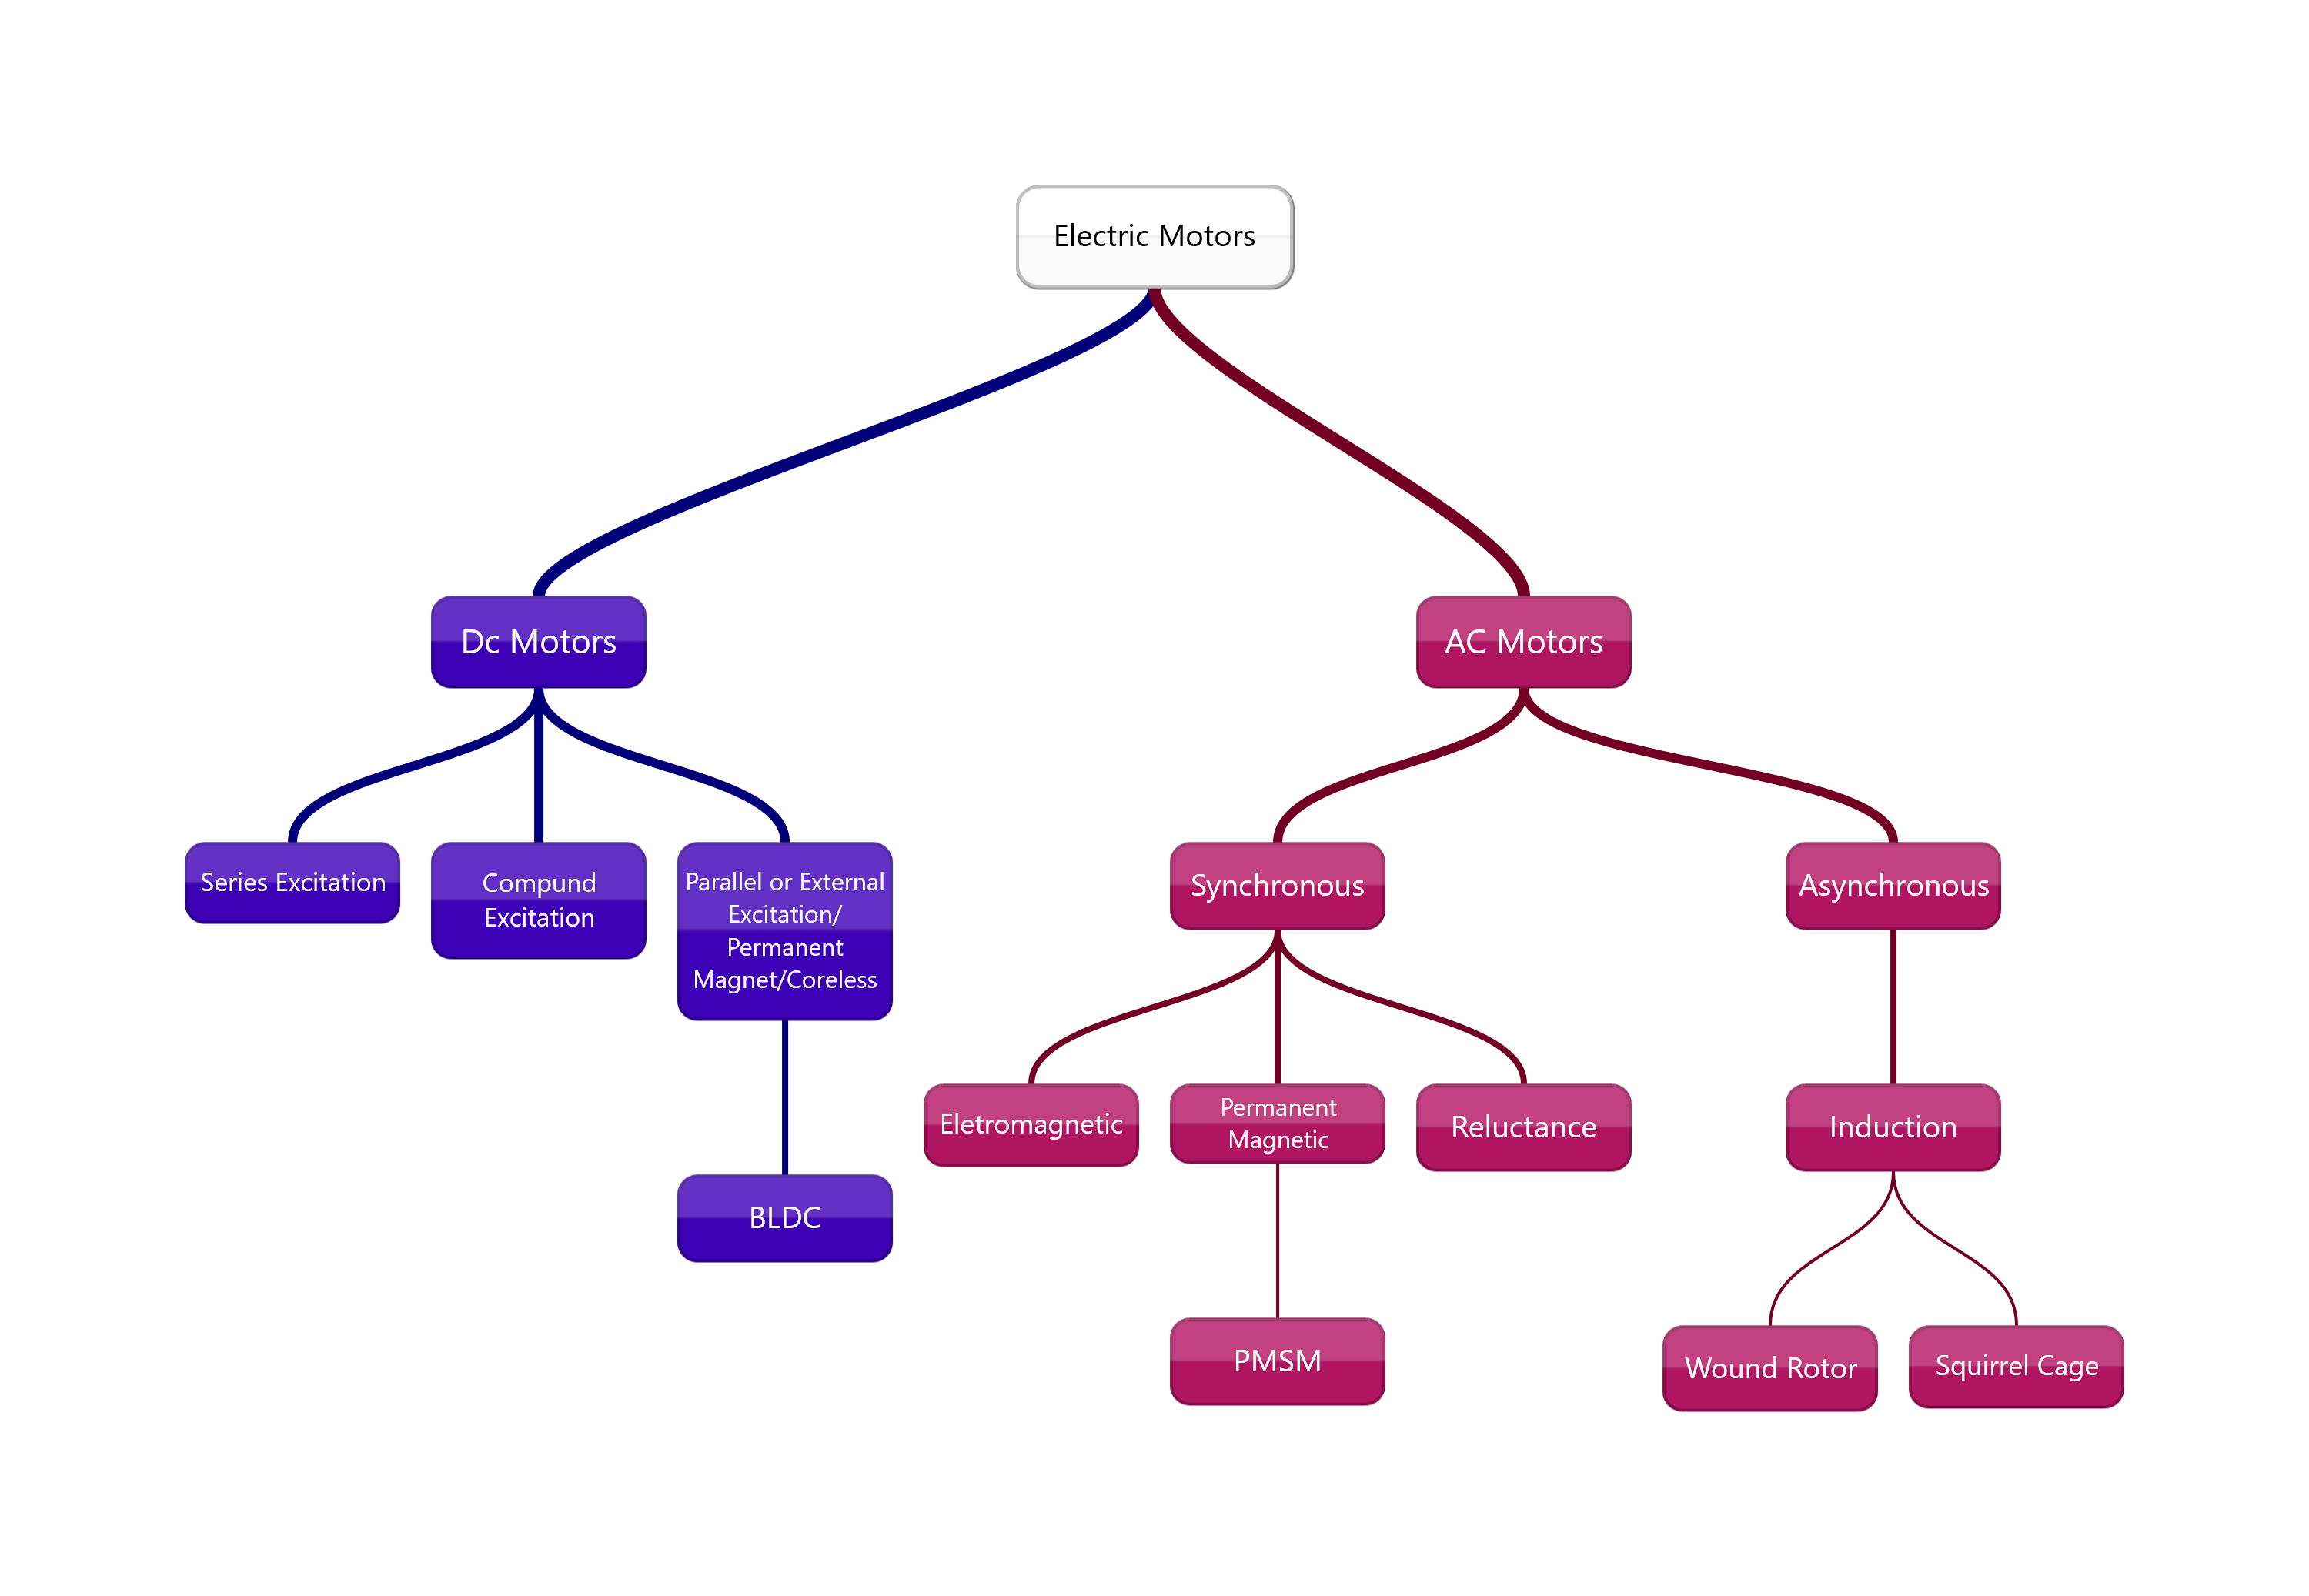 Electric Motors
Dc Motors
AC Motors
Series Excitation
Compund
Excitation
Parallel or External
Excitation/
Permanent
Magnet/Coreless
Synchronous
Asynchronous
Eletromagnetic
Permanent
Magnetic
Reluctance
Induction
BLDC
PMSM
Wound Rotor
Squirrel Cage